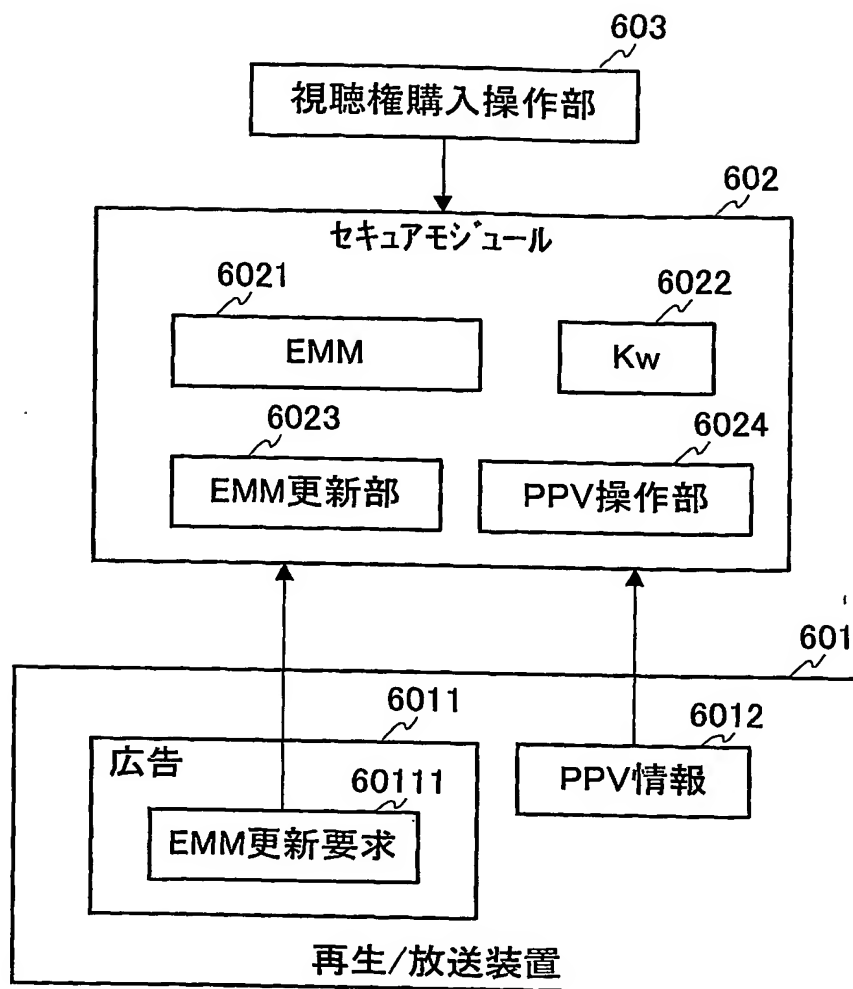 603
視聴権購入操作部
602
セキュアモジュール
6021
6022
EMM
Kw
6023
6024
EMM更新部
PPV操作部
601
6011
6012
広告
60111
PPV情報
EMM更新要求
再生/放送装置